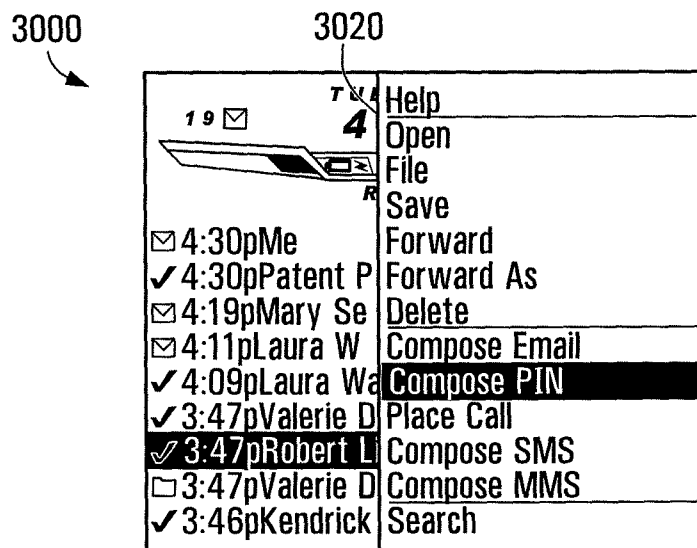 3000
3020
TUE
19
4
R
4:30pMe
4:30pPatent P
4:19pMary Se
4:11pLaura W
4:09pLaura Wa
3:47pValerie D
3:47pRobert Li
3:47pValerie D
3:46pKendrick
Help
Open
File
Save
Forward
Forward As
Delete
Compose Email
Compose PIN
Place Call
Compose SMS
Compose MMS
Search